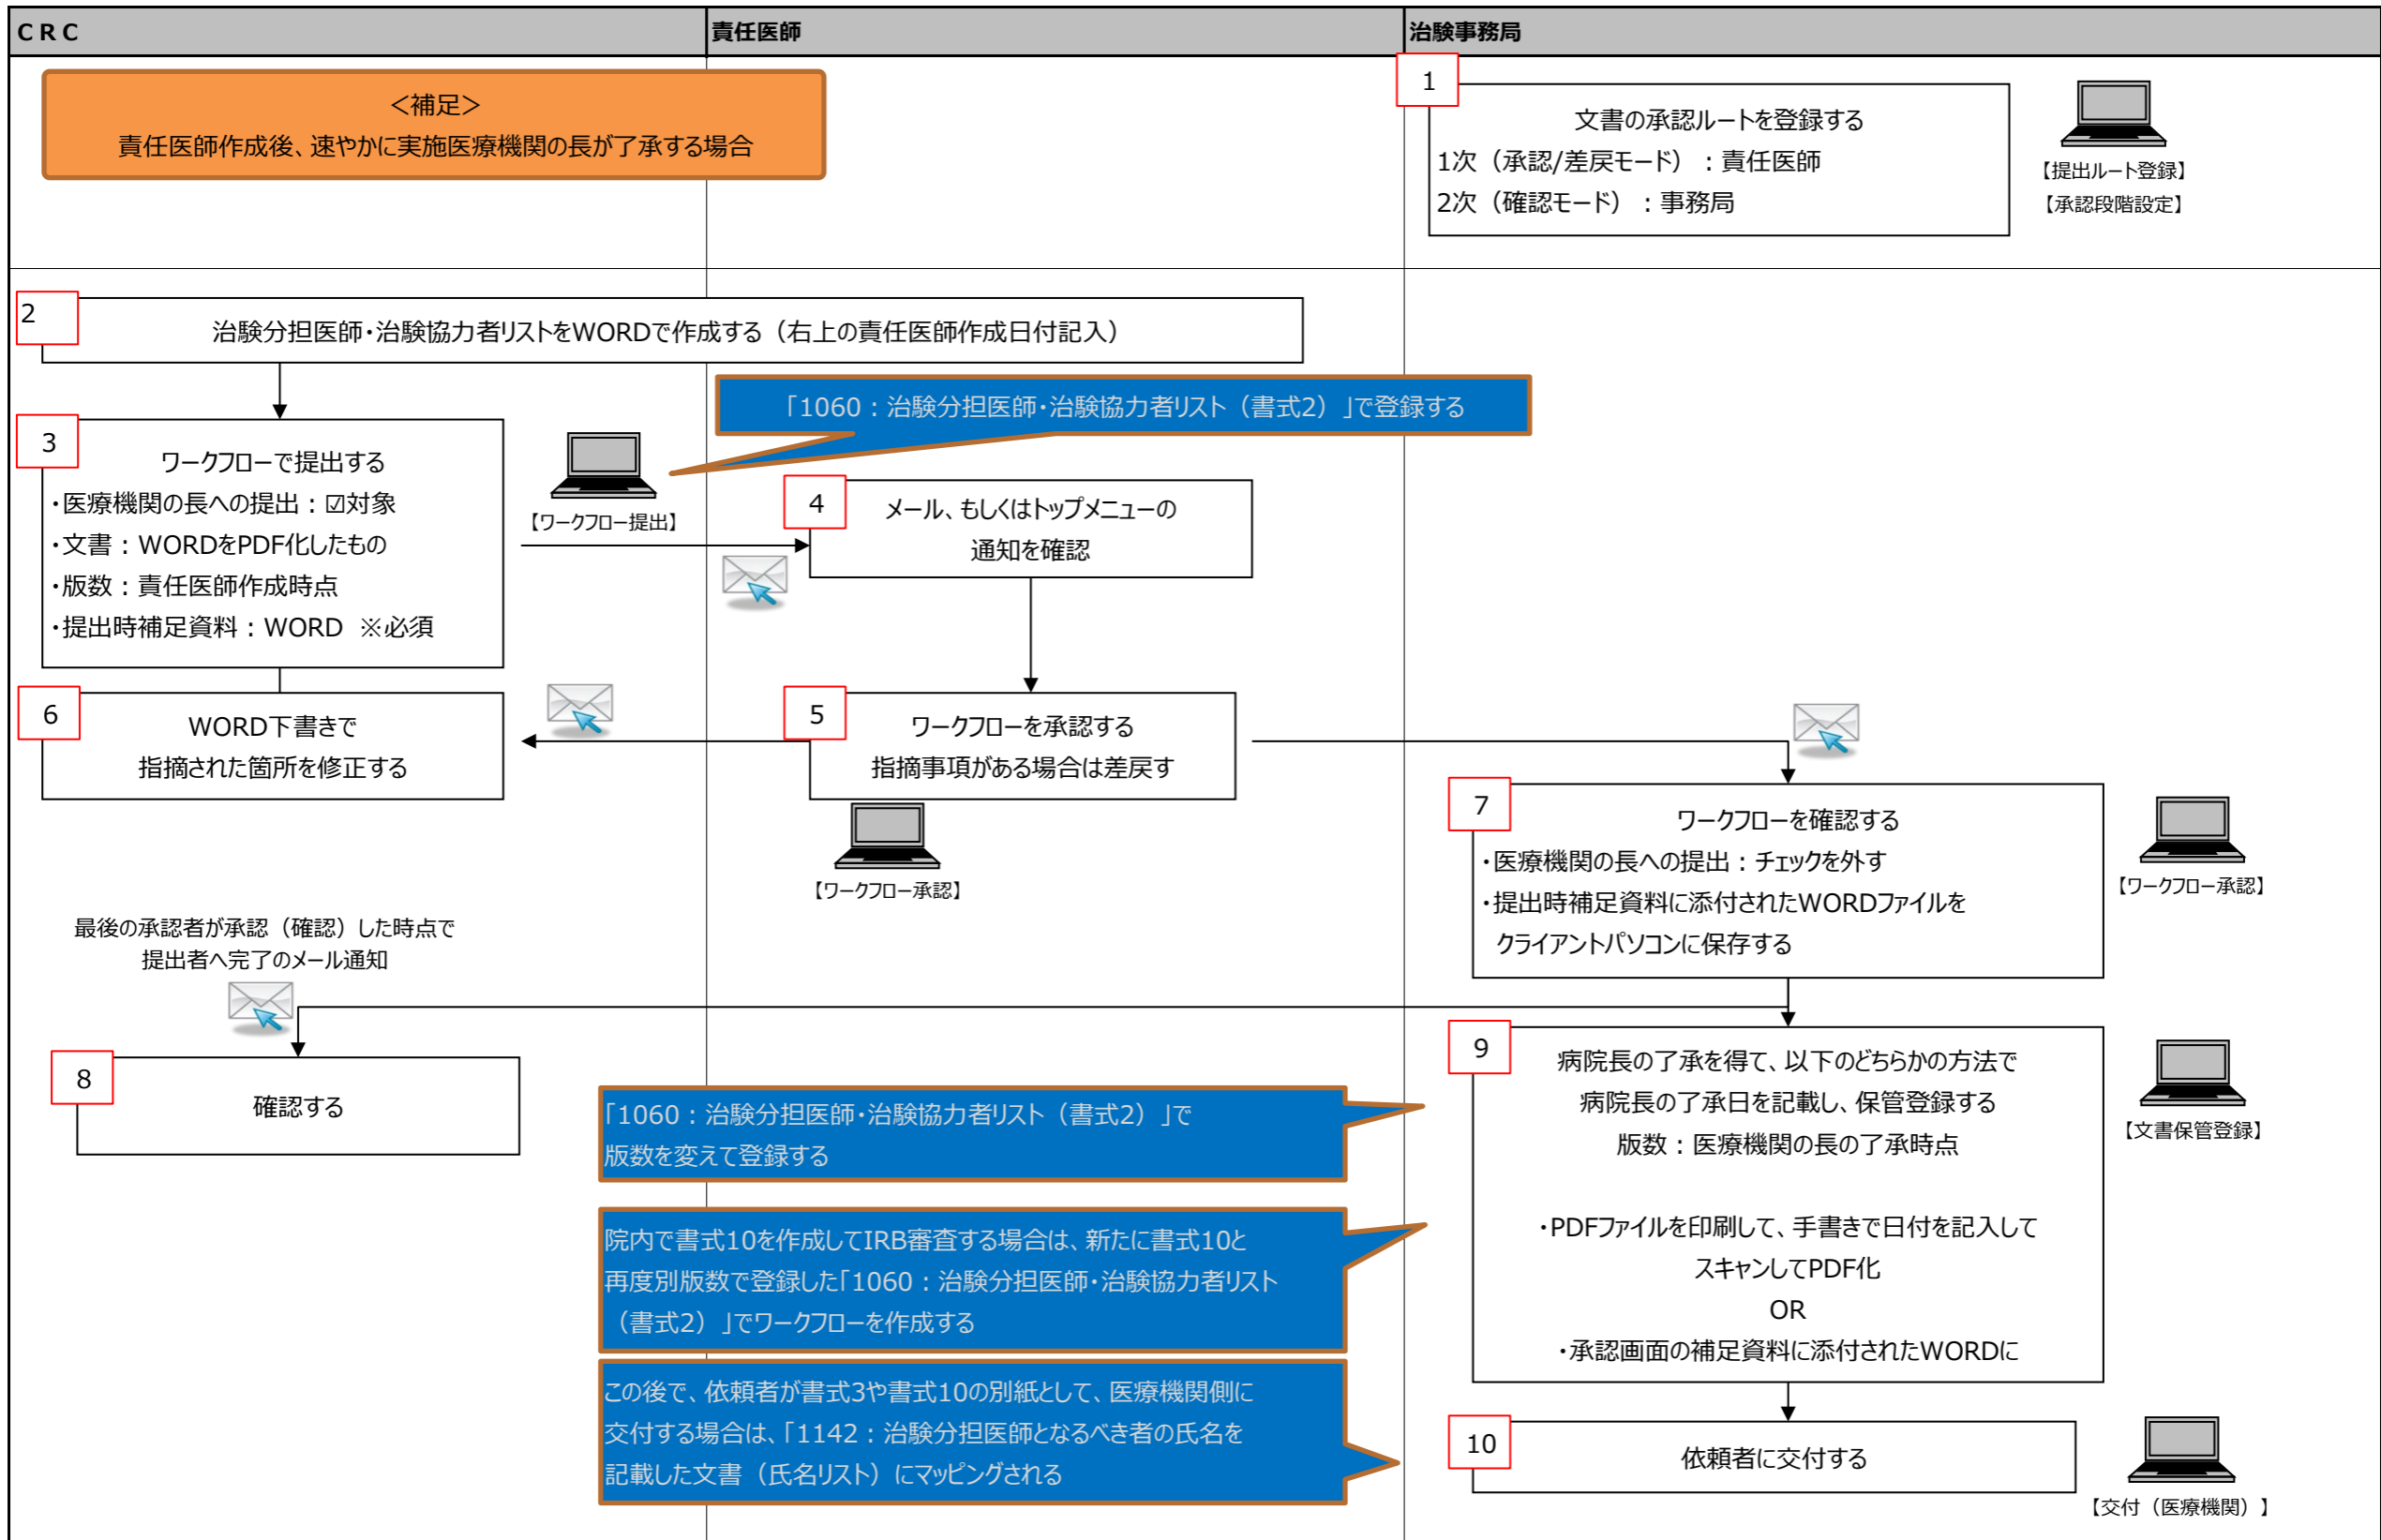 ＣＲＣ
責任医師
治験事務局
＜補足＞
責任医師作成後、速やかに実施医療機関の長が了承する場合
1
文書の承認ルートを登録する
1次（承認/差戻モード）：責任医師
2次（確認モード）：事務局
【提出ルート登録】
【承認段階設定】
2
治験分担医師・治験協力者リストをWORDで作成する（右上の責任医師作成日付記入）
「1060：治験分担医師・治験協力者リスト（書式2）」で登録する
3
ワークフローで提出する
・医療機関の長への提出：☑対象
・文書：WORDをPDF化したもの
・版数：責任医師作成時点
・提出時補足資料：WORD ※必須
【ワークフロー提出】
4
メール、もしくはトップメニューの
通知を確認
5
ワークフローを承認する
指摘事項がある場合は差戻す
【ワークフロー承認】
6
WORD下書きで
指摘された箇所を修正する
7
ワークフローを確認する
・医療機関の長への提出：チェックを外す
・提出時補足資料に添付されたWORDファイルを
クライアントパソコンに保存する
【ワークフロー承認】
最後の承認者が承認（確認）した時点で
提出者へ完了のメール通知
8
確認する
9
病院長の了承を得て、以下のどちらかの方法で
病院長の了承日を記載し、保管登録する
版数：医療機関の長の了承時点
・PDFファイルを印刷して、手書きで日付を記入して
スキャンしてPDF化
OR
・承認画面の補足資料に添付されたWORDに
【文書保管登録】
「1060：治験分担医師・治験協力者リスト（書式2）」で
版数を変えて登録する
院内で書式10を作成してIRB審査する場合は、新たに書式10と
再度別版数で登録した「1060：治験分担医師・治験協力者リスト
（書式2）」でワークフローを作成する
この後で、依頼者が書式3や書式10の別紙として、医療機関側に
交付する場合は、「1142：治験分担医師となるべき者の氏名を
記載した文書（氏名リスト）にマッピングされる
10
依頼者に交付する
【交付（医療機関）】